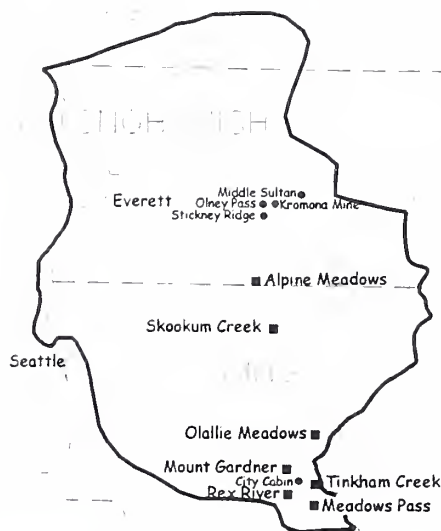 Middle Sultan
Everett Olney Pass Kromona Mine
Stickney Ridge
Alpine Meadows
Skookum Creek
Seattle
Olallie Meadows
Mount Gardner
City Cabin Tinkham Creek
Rex River
Meadows Pass